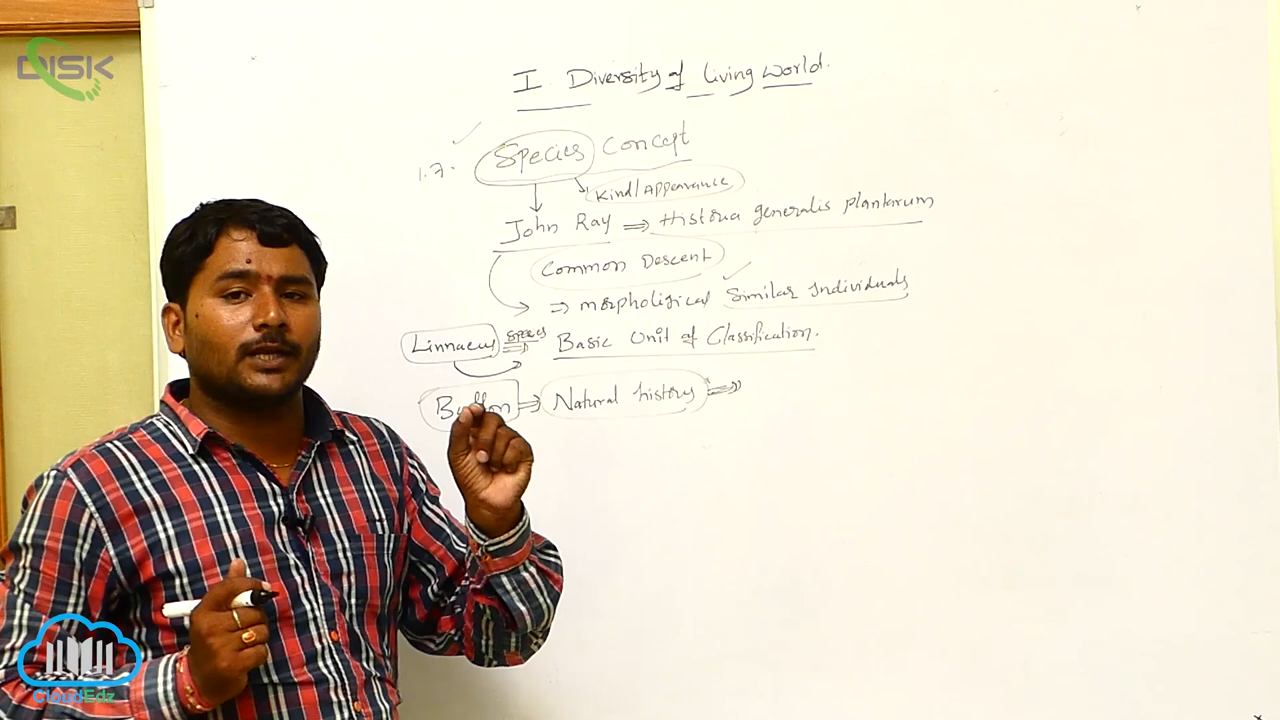 DISK
I. Diversity of living world.
1.7. Species Concept
Kind/Appearance
John Ray ⇒ Historia generalis plantarum
Common Descent
⇒ morphological Similar individuals
Linnaeus species ⇒ Basic Unit of Classification.
Buffon ⇒ Natural history ⇒
CloudEdz